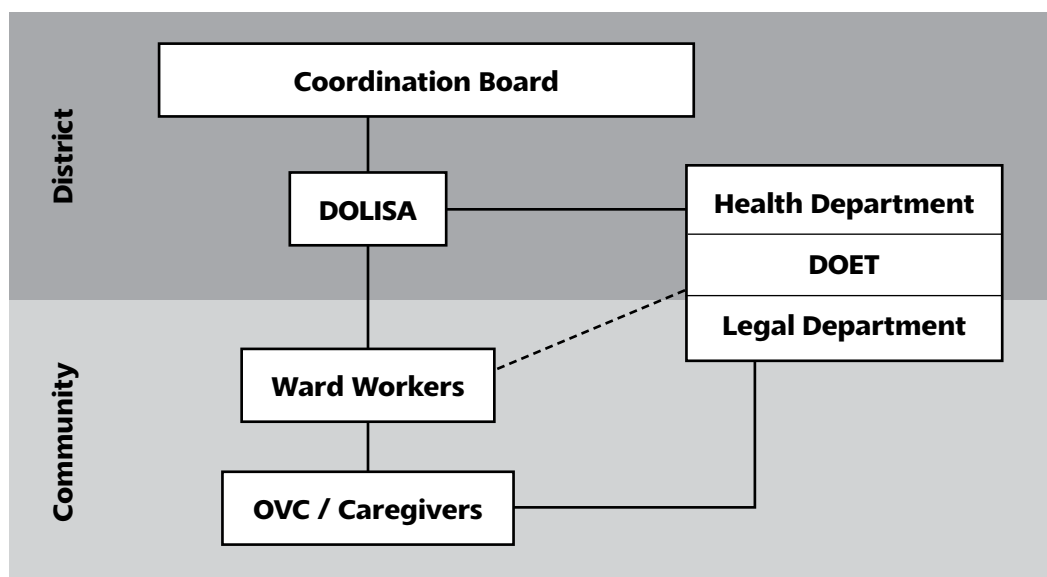 District
Coordination Board
DOLISA
Health Department
DOET
Legal Department
Community
Ward Workers
OVC / Caregivers